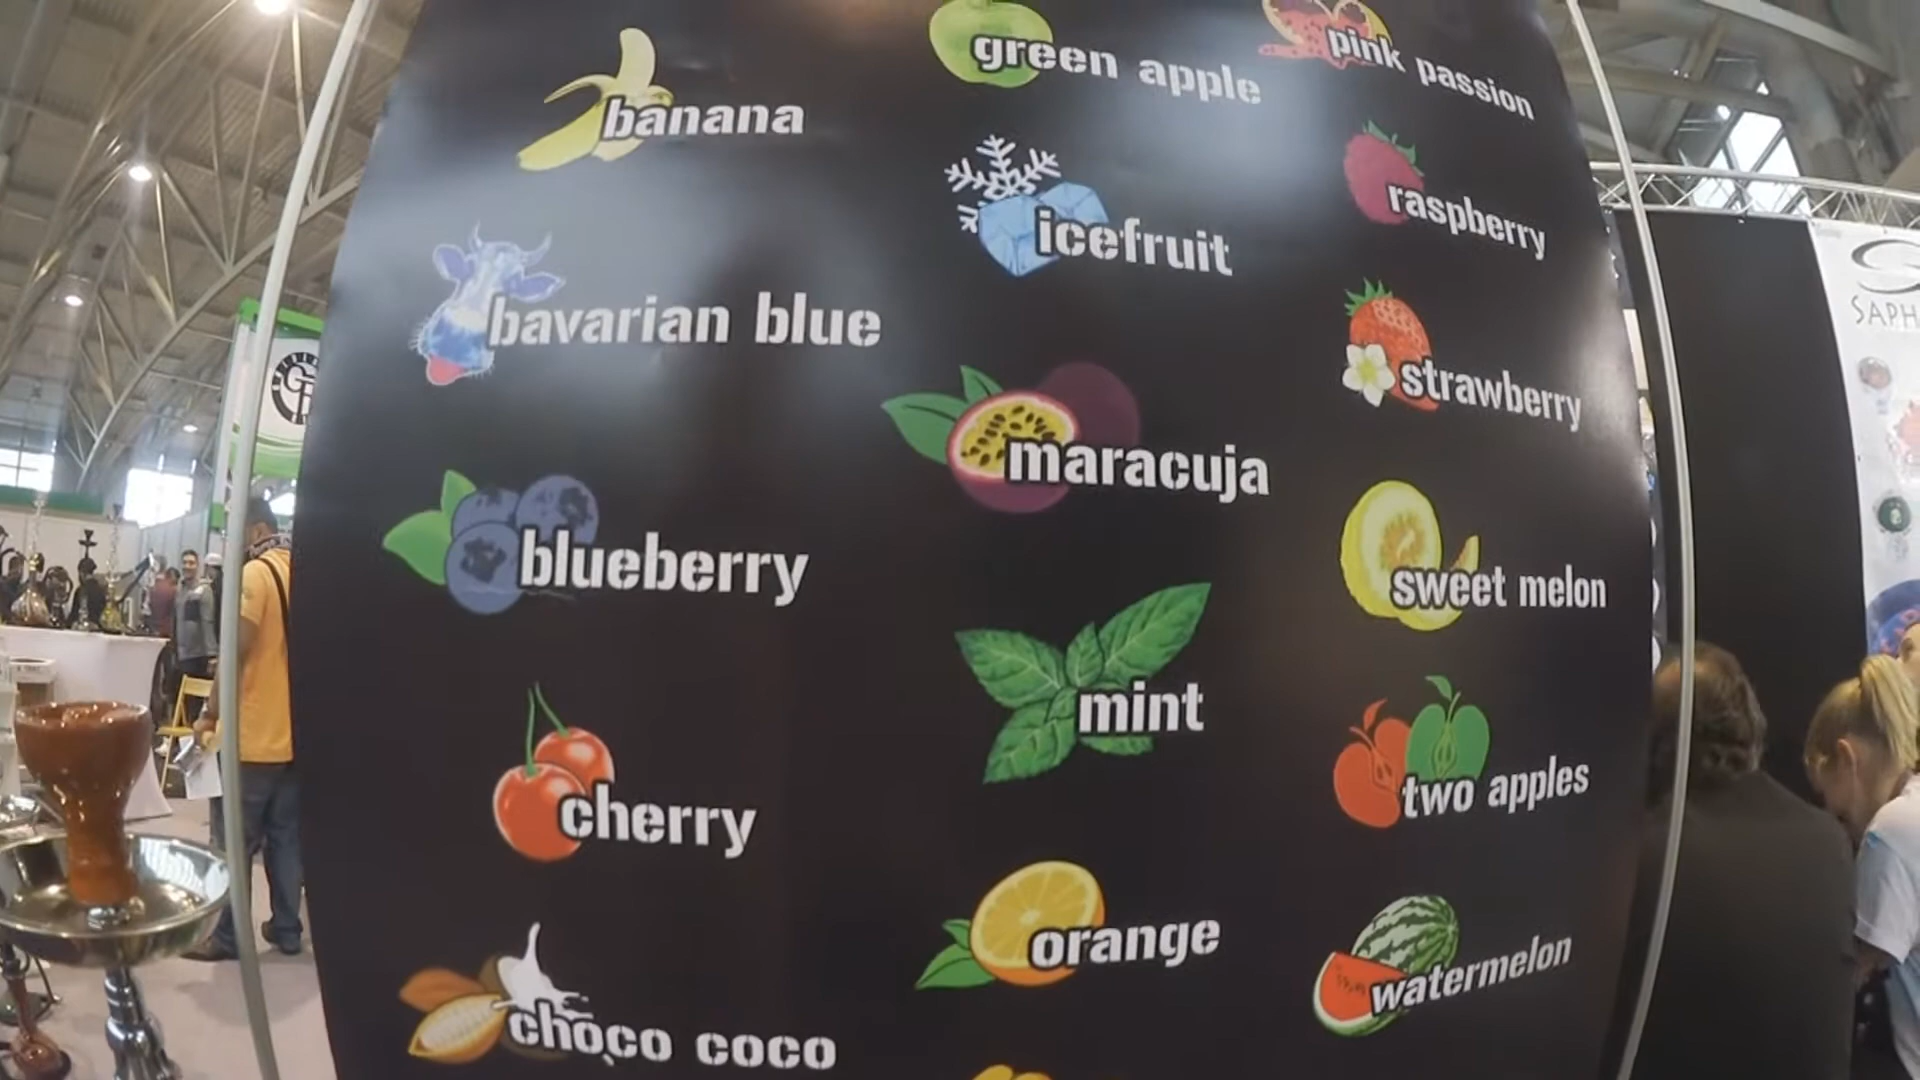 banana
bavarian blue
blueberry
cherry
choco coco
green apple
icefruit
maracuja
mint
orange
pink passion
raspberry
strawberry
sweet melon
two apples
watermelon
SAPH